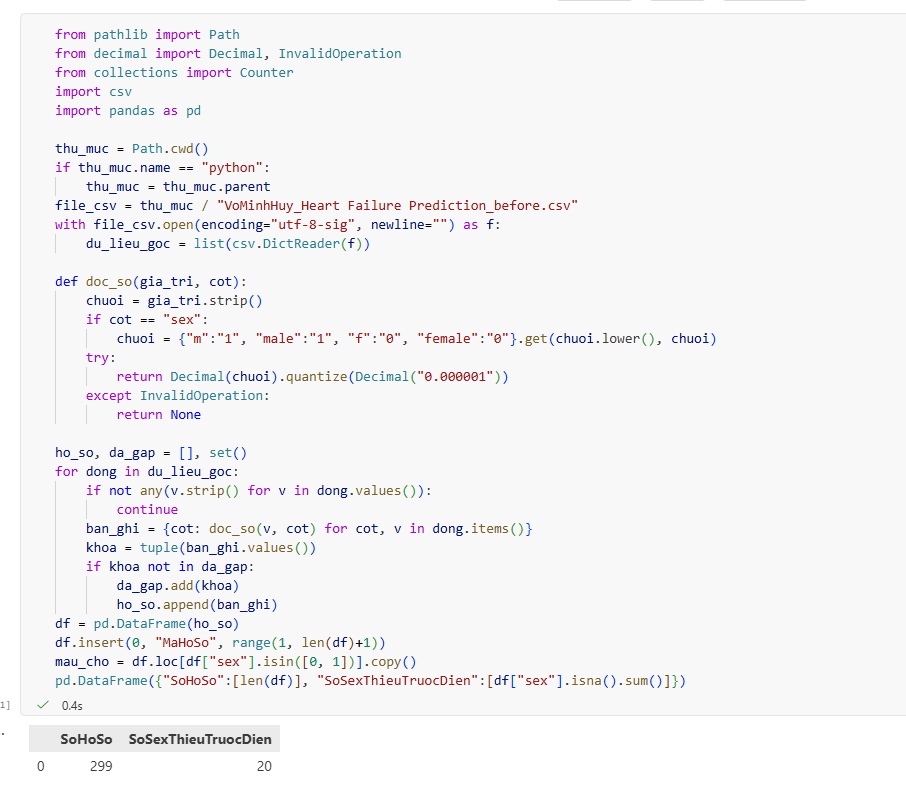 from pathlib import Path
from decimal import Decimal, InvalidOperation
from collections import Counter
import csv
import pandas as pd

thu_muc = Path.cwd()
if thu_muc.name == "python":
    thu_muc = thu_muc.parent
file_csv = thu_muc / "VoMinhHuy_Heart Failure Prediction_before.csv"
with file_csv.open(encoding="utf-8-sig", newline="") as f:
    du_lieu_goc = list(csv.DictReader(f))

def doc_so(gia_tri, cot):
    chuoi = gia_tri.strip()
    if cot == "sex":
        chuoi = {"m":"1", "male":"1", "f":"0", "female":"0"}.get(chuoi.lower(), chuoi)
    try:
        return Decimal(chuoi).quantize(Decimal("0.000001"))
    except InvalidOperation:
        return None

ho_so, da_gap = [], set()
for dong in du_lieu_goc:
    if not any(v.strip() for v in dong.values()):
        continue
    ban_ghi = {cot: doc_so(v, cot) for cot, v in dong.items()}
    khoa = tuple(ban_ghi.values())
    if khoa not in da_gap:
        da_gap.add(khoa)
        ho_so.append(ban_ghi)
df = pd.DataFrame(ho_so)
df.insert(0, "MaHoSo", range(1, len(df)+1))
mau_cho = df.loc[df["sex"].isin([0, 1])].copy()
pd.DataFrame({"SoHoSo":[len(df)], "SoSexThieuTruocDien":[df["sex"].isna().sum()]})
1] ✓ 0.4s
SoHoSo SoSexThieuTruocDien
0 299 20